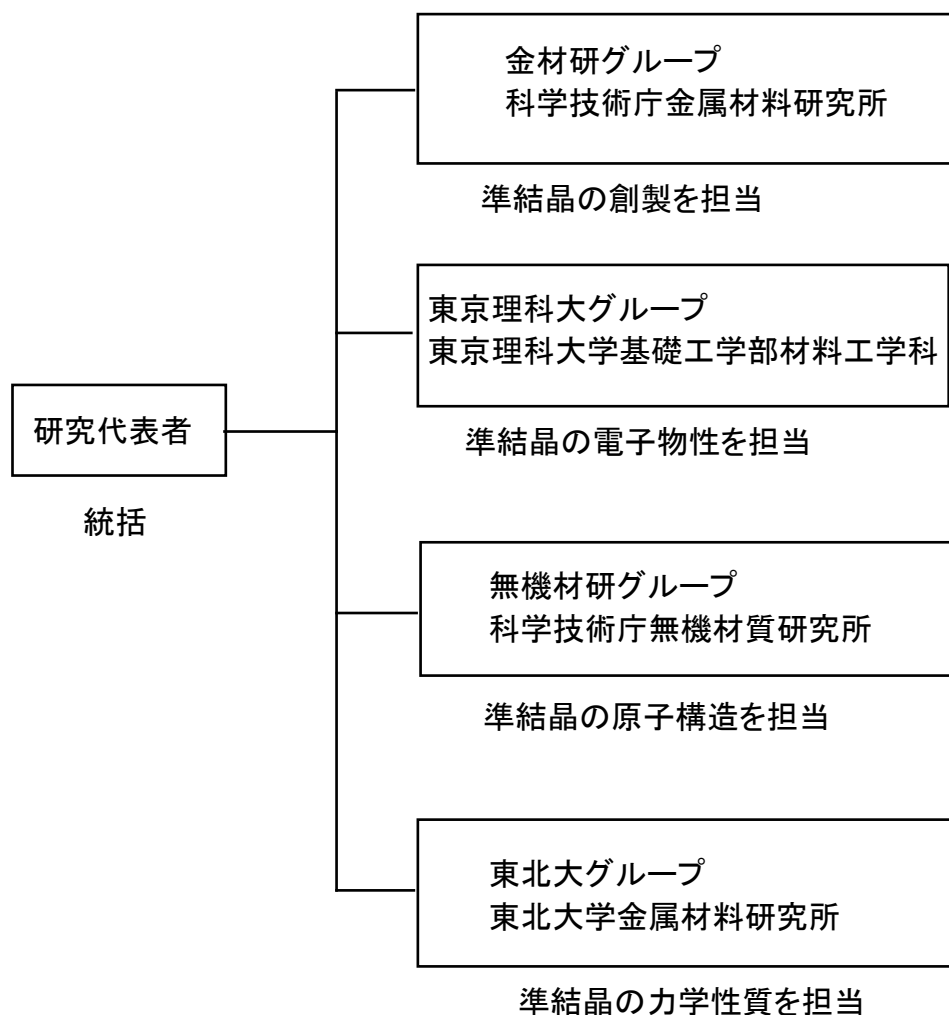 金材研グループ
科学技術庁金属材料研究所
準結晶の創製を担当
東京理科大グループ
東京理科大学基礎工学部材料工学科
準結晶の電子物性を担当
研究代表者
統括
無機材研グループ
科学技術庁無機材質研究所
準結晶の原子構造を担当
東北大グループ
東北大学金属材料研究所
準結晶の力学性質を担当